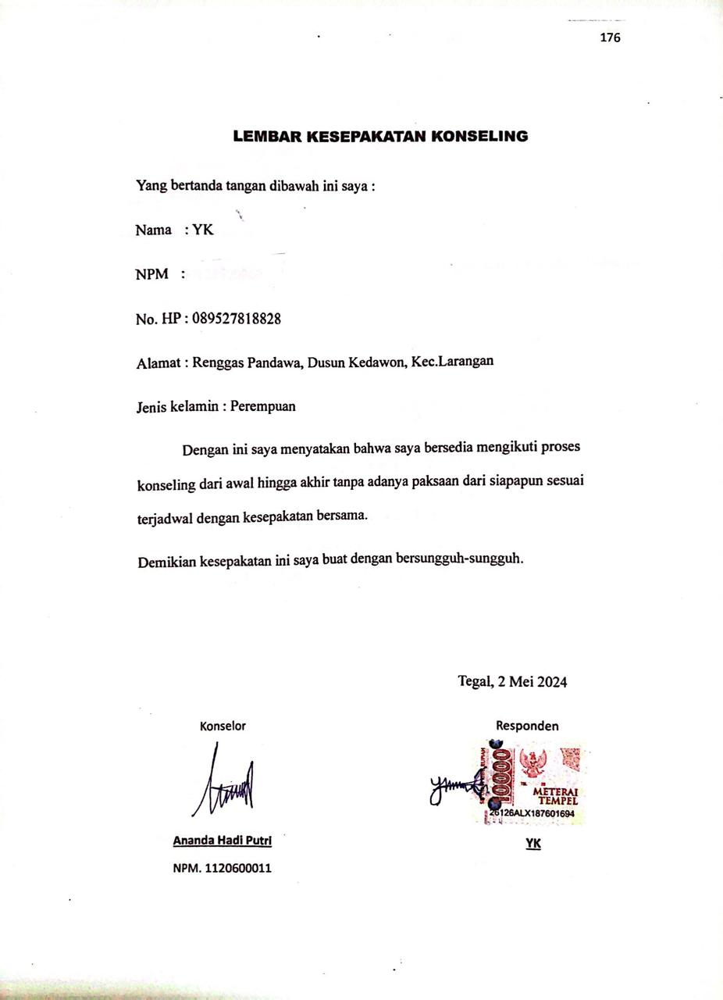 176
LEMBAR KESEPAKATAN KONSELING
Yang bertanda tangan dibawah ini saya :
Nama : YK
NPM :
No. HP : 089527818828
Alamat : Renggas Pandawa, Dusun Kedawon, Kec.Larangan
Jenis kelamin : Perempuan
Dengan ini saya menyatakan bahwa saya bersedia mengikuti proses
konseling dari awal hingga akhir tanpa adanya paksaan dari siapapun sesuai
terjadwal dengan kesepakatan bersama.
Demikian kesepakatan ini saya buat dengan bersungguh-sungguh.
Tegal, 2 Mei 2024
Konselor
Responden
10000
METERAI
TEMPEL
26126ALX187601694
Ananda Hadi Putri
YK
NPM. 1120600011